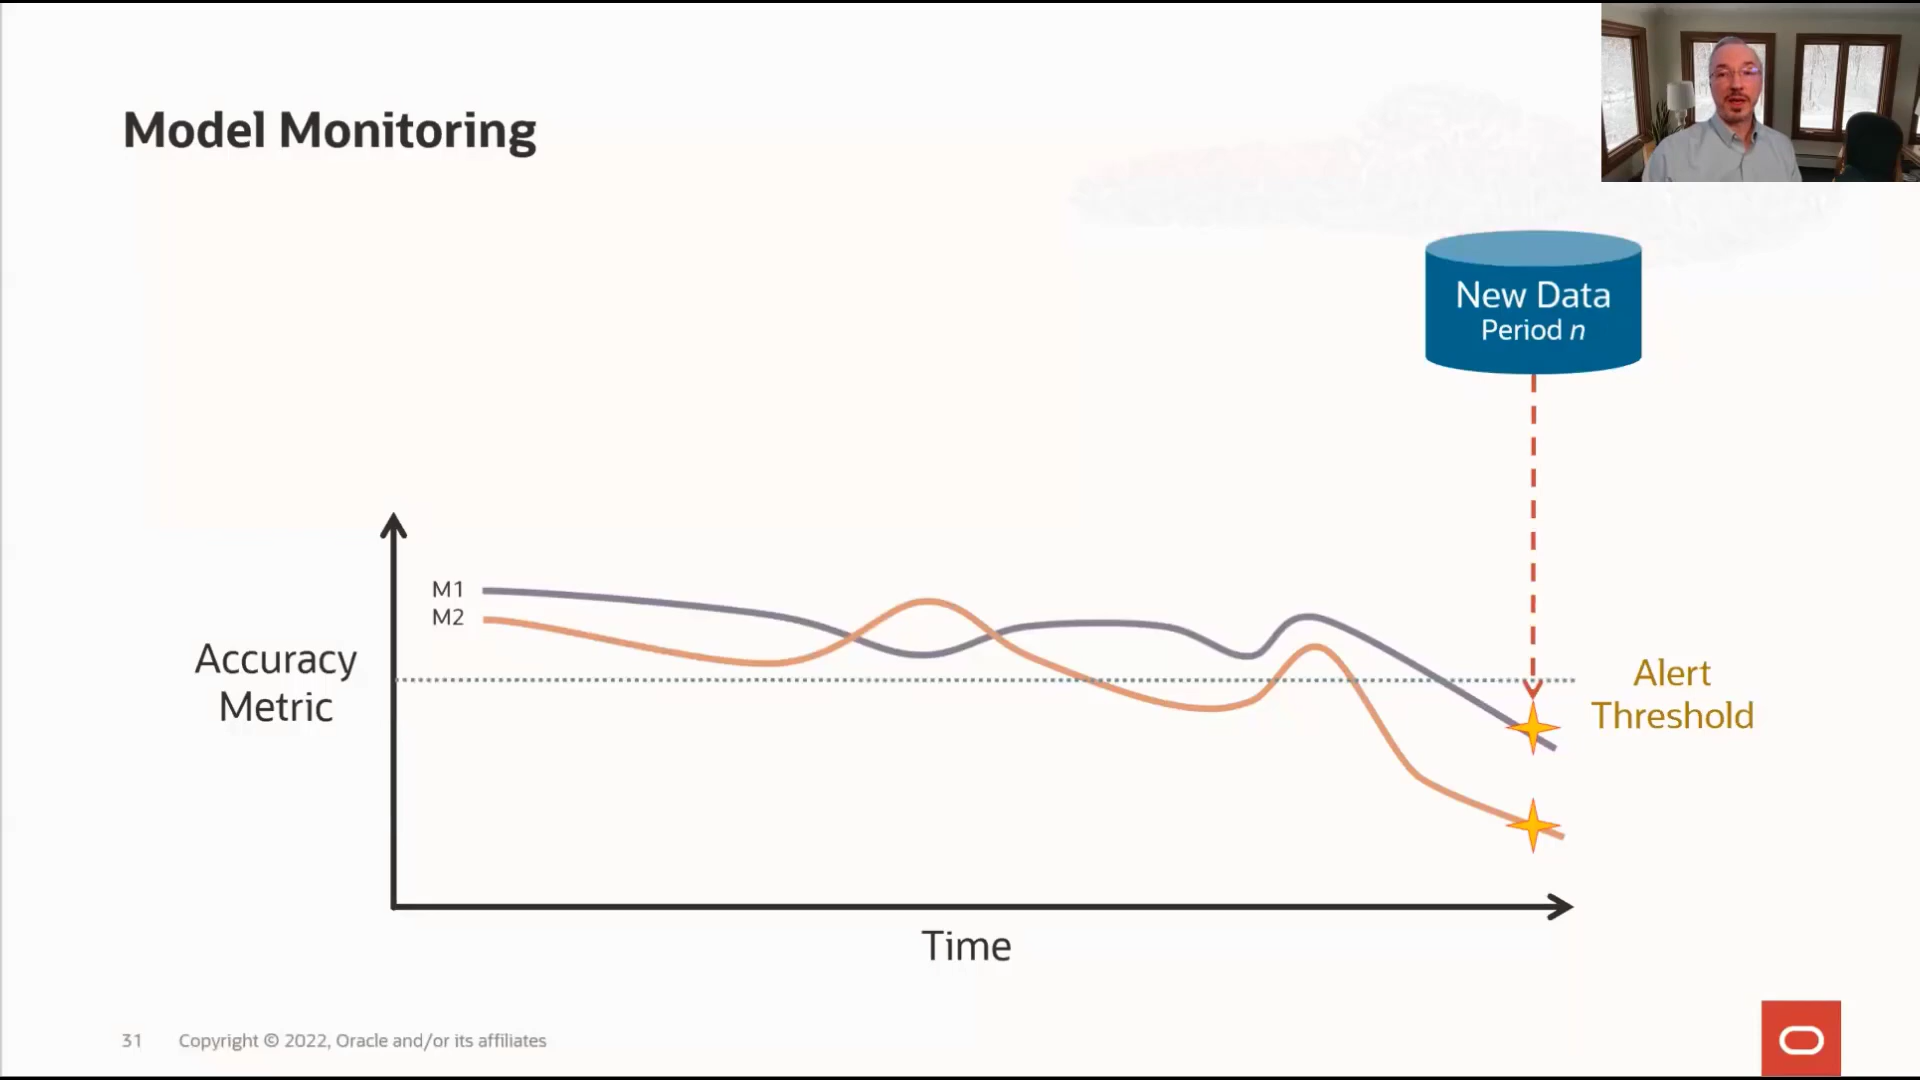 Model Monitoring
New Data
Period n
M1
M2
Accuracy
Metric
Alert
Threshold
Time
31 Copyright © 2022, Oracle and/or its affiliates